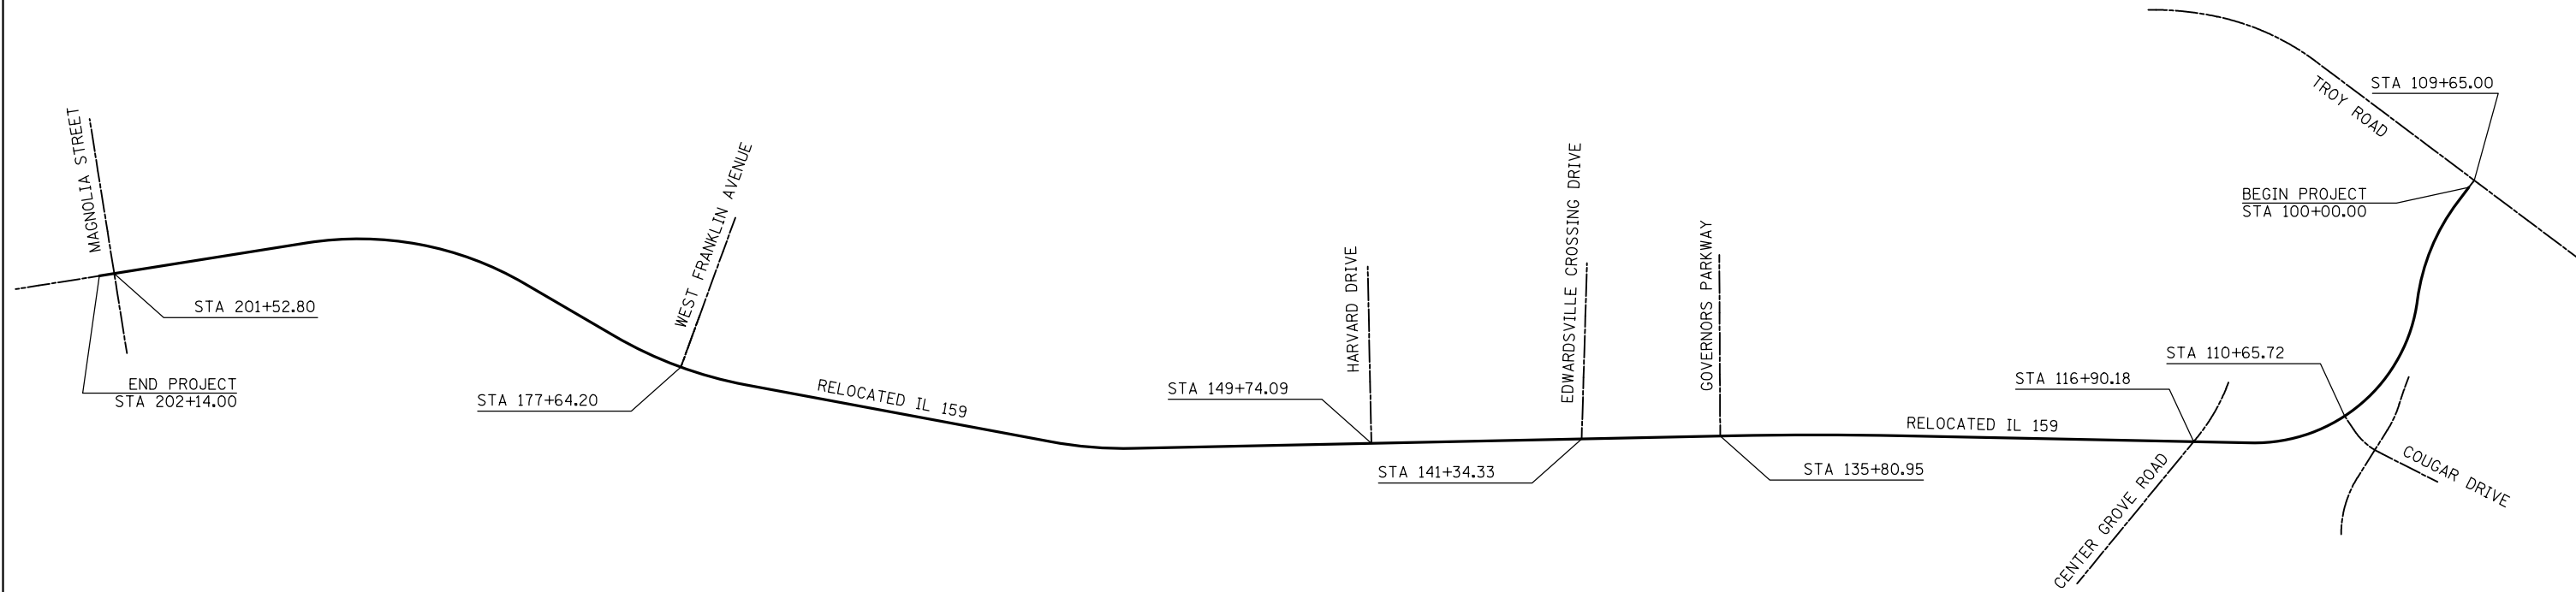 MAGNOLIA STREET
STA 201+52.80
END PROJECT
STA 202+14.00
WEST FRANKLIN AVENUE
STA 177+64.20
RELOCATED IL 159
HARVARD DRIVE
STA 149+74.09
EDWARDSVILLE CROSSING DRIVE
STA 141+34.33
GOVERNORS PARKWAY
STA 135+80.95
RELOCATED IL 159
STA 116+90.18
CENTER GROVE ROAD
STA 110+65.72
COUGAR DRIVE
BEGIN PROJECT
STA 100+00.00
TROY ROAD
STA 109+65.00